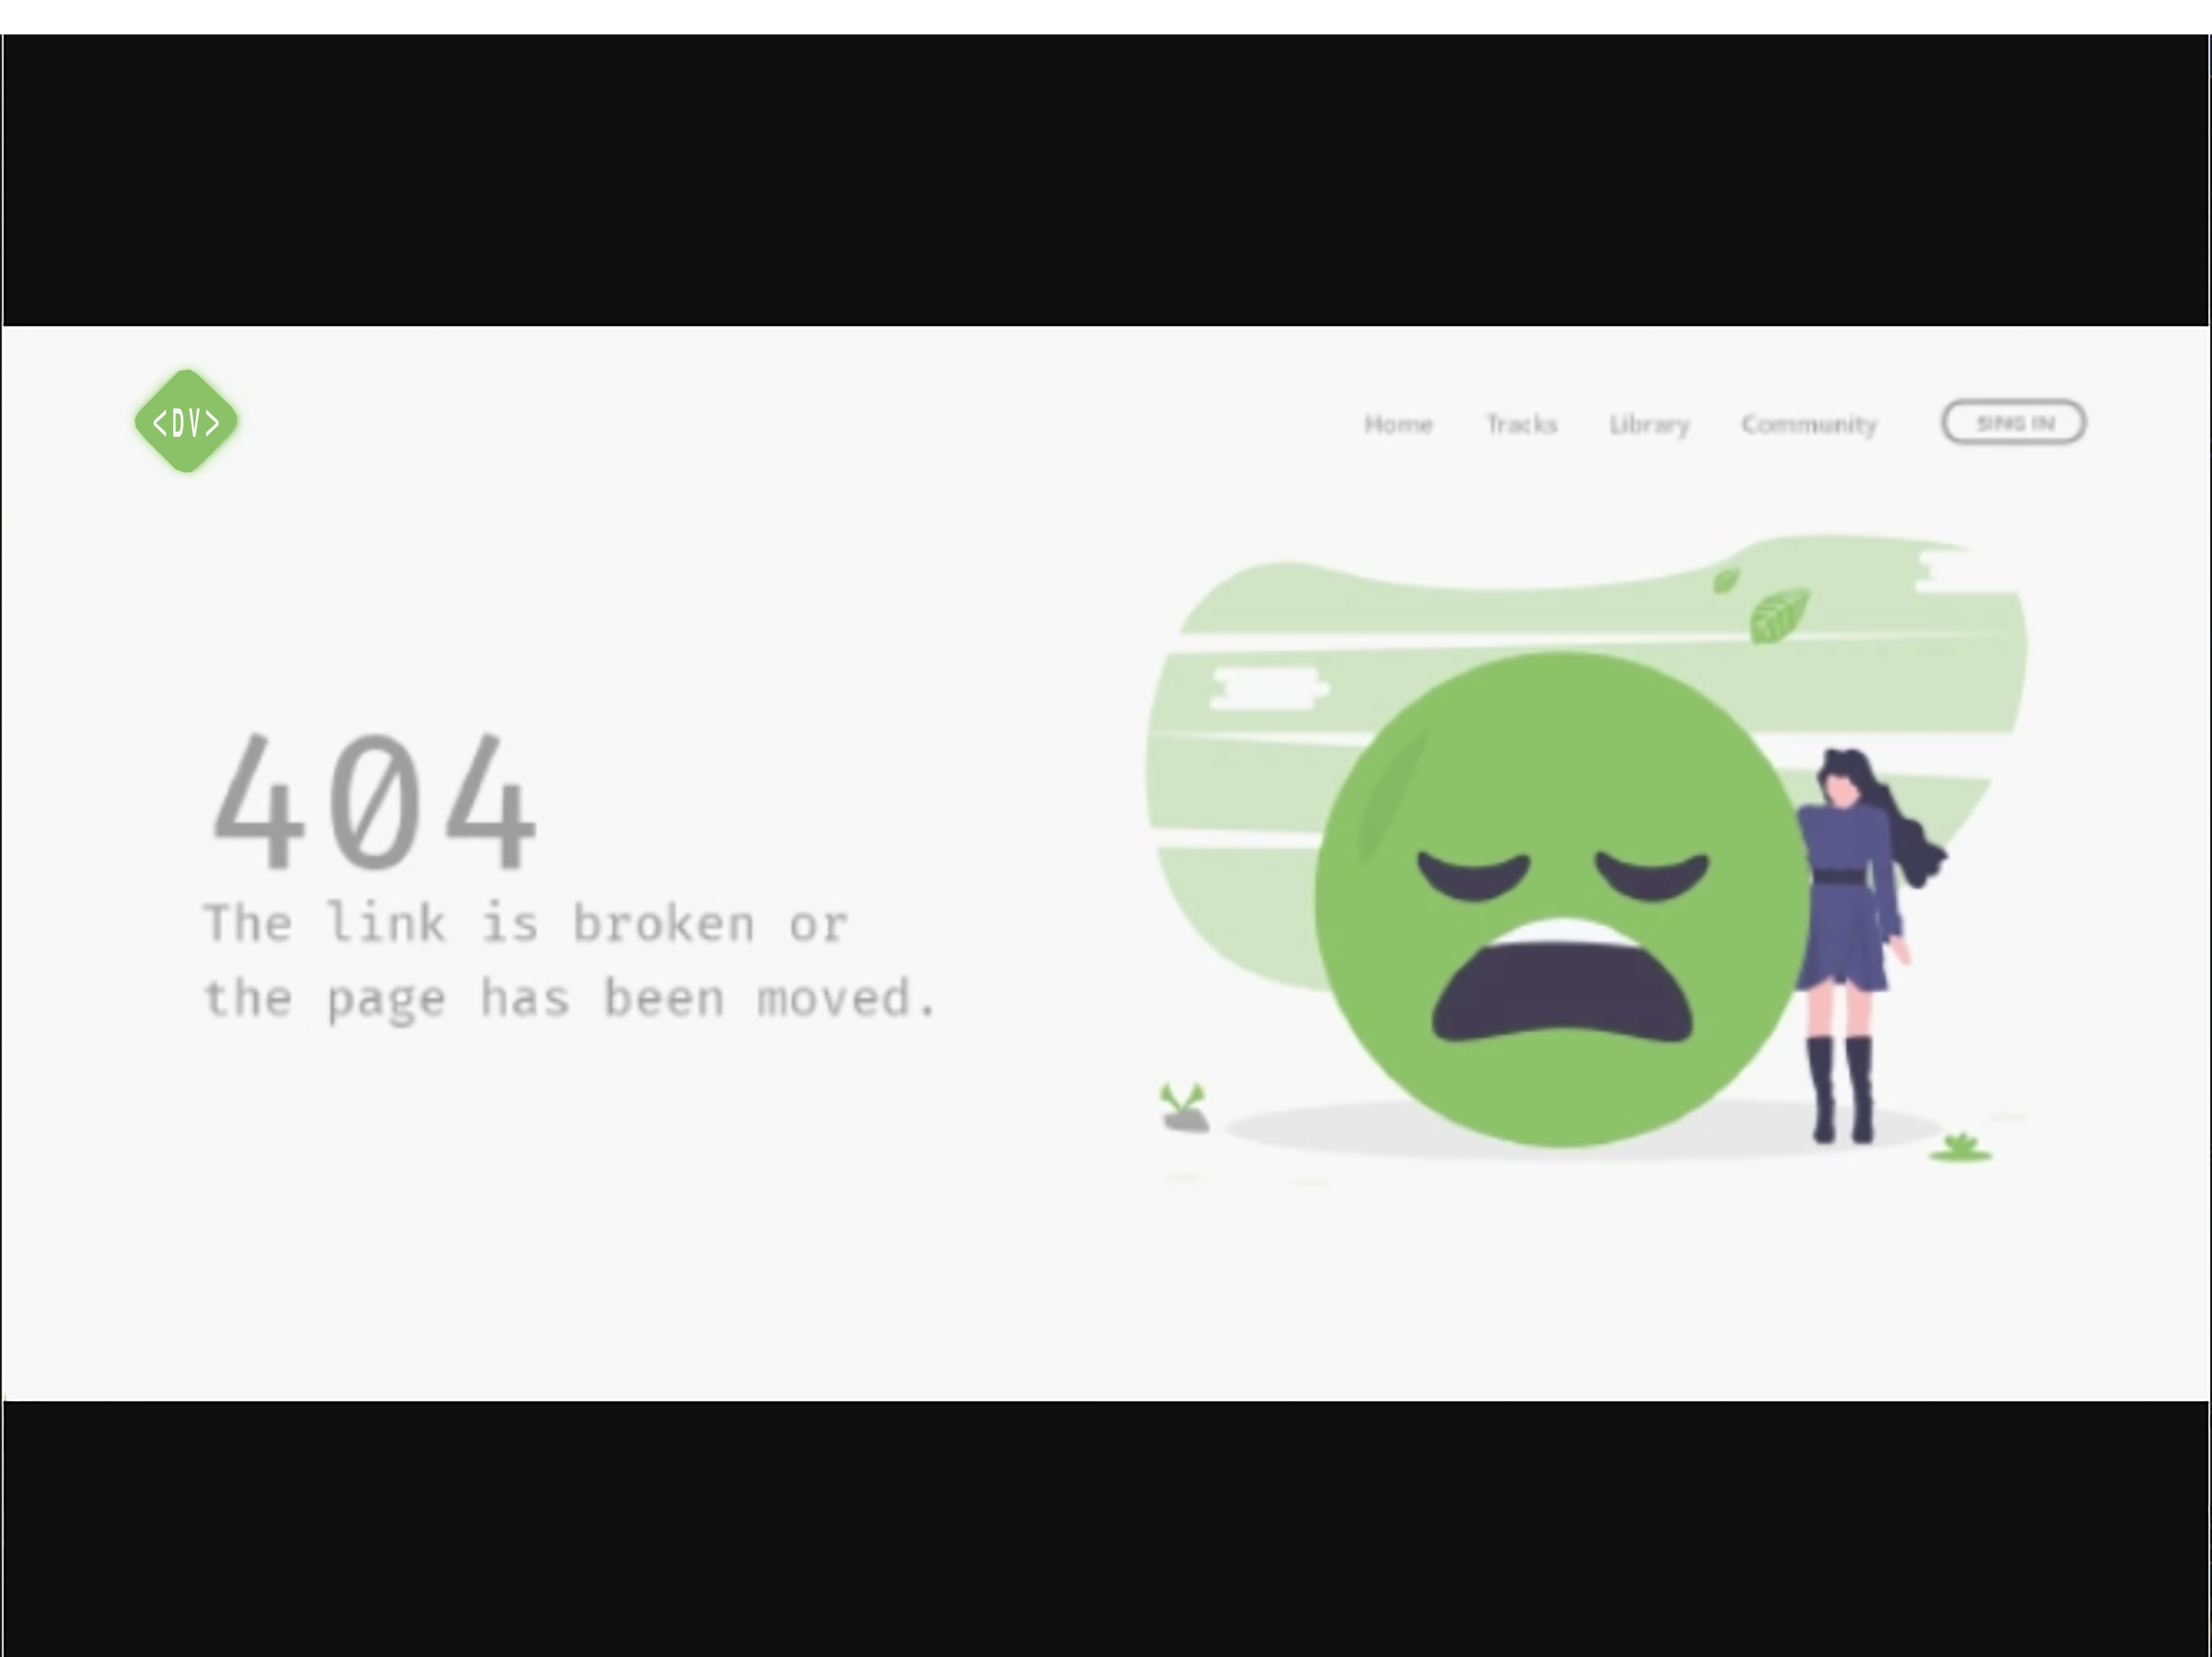 <DV>
Home Tracks Library Community SING IN
404
The link is broken or
the page has been moved.